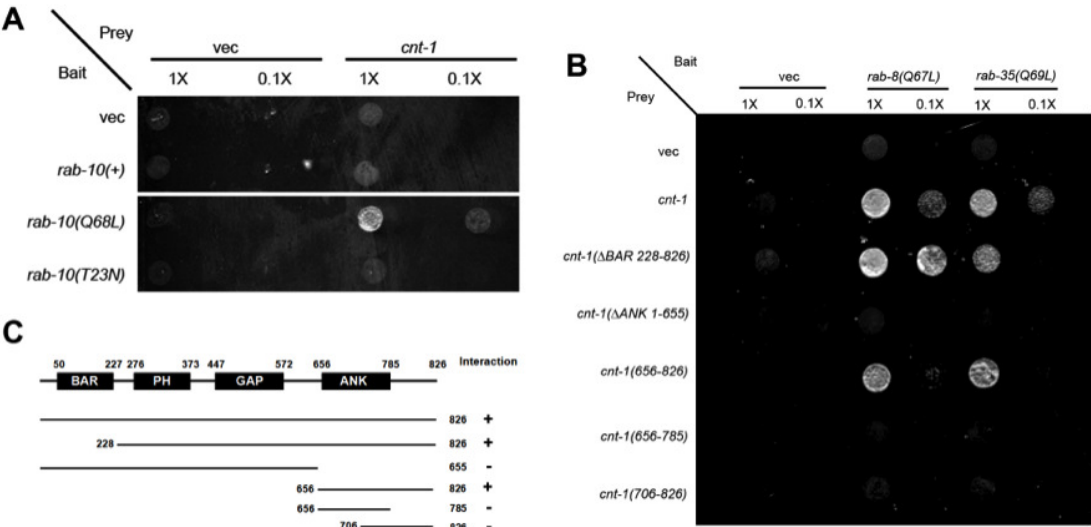 A
Prey
Bait
vec
cnt-1
1X
0.1X
1X
0.1X
vec
rab-10(+)
rab-10(Q68L)
rab-10(T23N)
B
Bait
Prey
vec
rab-8(Q67L)
rab-35(Q69L)
1X
0.1X
1X
0.1X
1X
0.1X
vec
cnt-1
cnt-1(ΔBAR 228-826)
cnt-1(ΔANK 1-655)
cnt-1(656-826)
cnt-1(656-785)
cnt-1(706-826)
C
50 227 276 373 447 572 656 785 826 Interaction
BAR PH GAP ANK
826 +
228 826 +
655 -
656 826 +
656 785 -
706 826 -